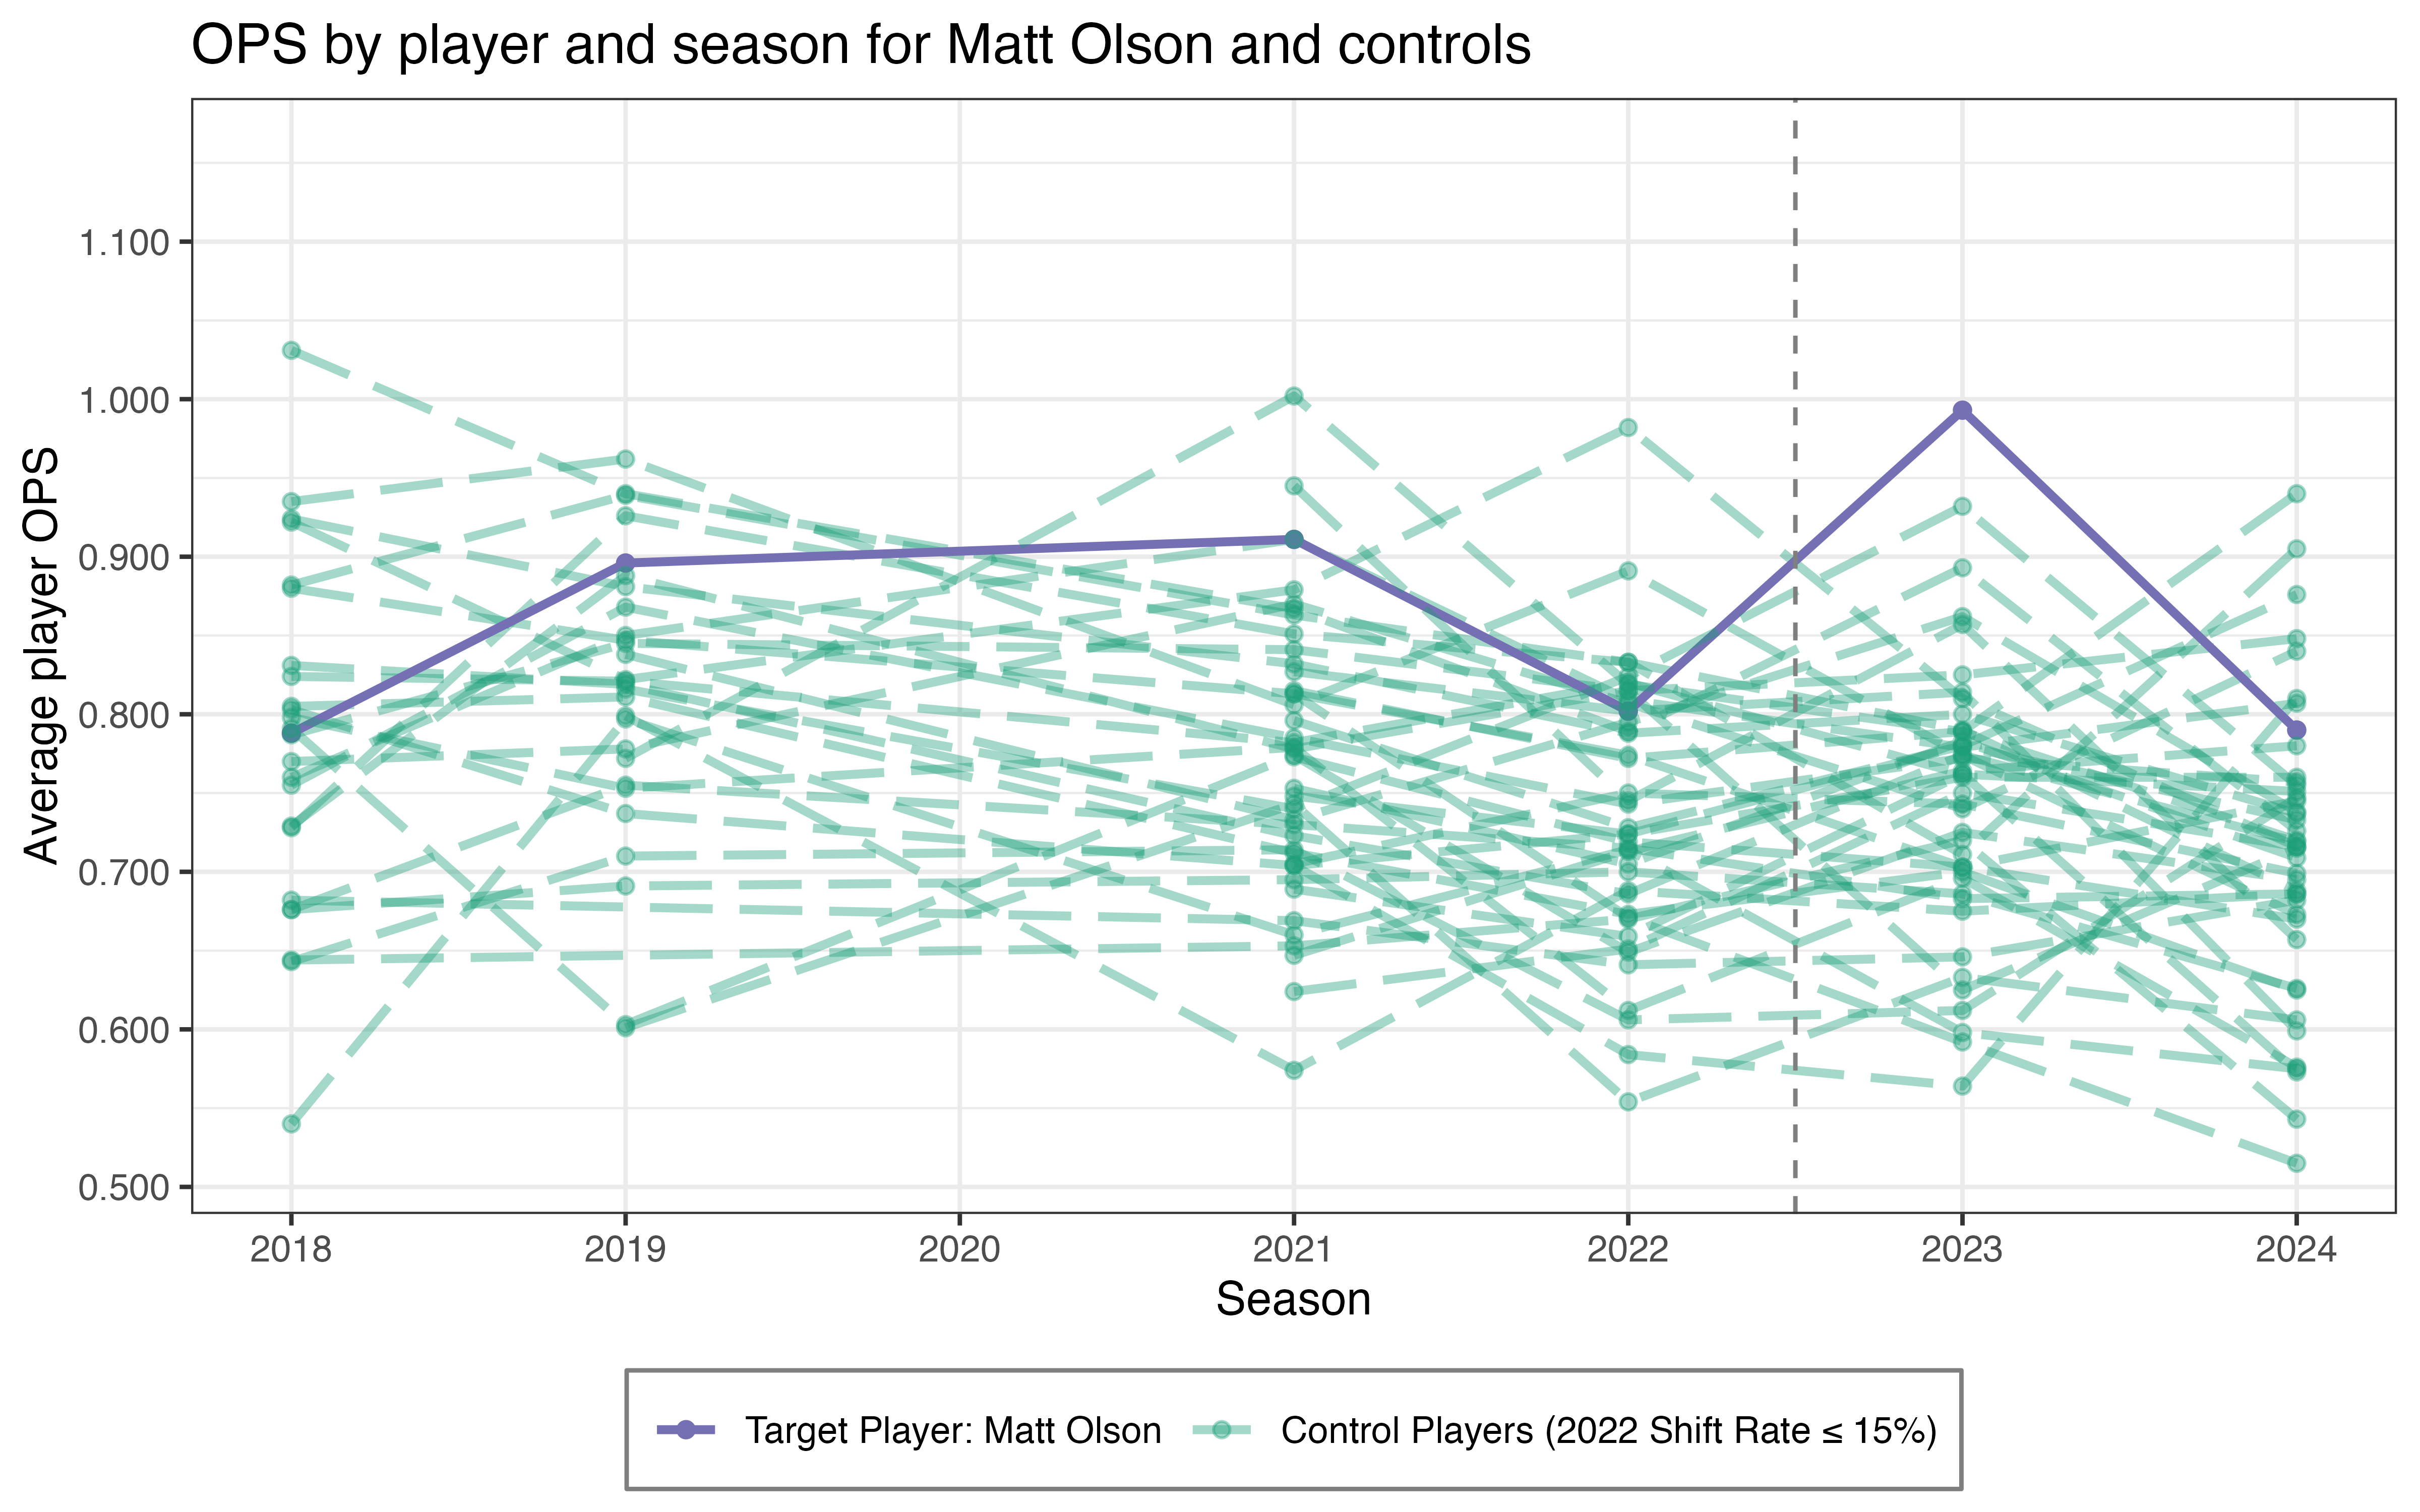 OPS by player and season for Matt Olson and controls
Average player OPS
1.100
1.000
0.900
0.800
0.700
0.600
0.500
2018 2019 2020 2021 2022 2023 2024
Season
Target Player: Matt Olson Control Players (2022 Shift Rate ≤ 15%)